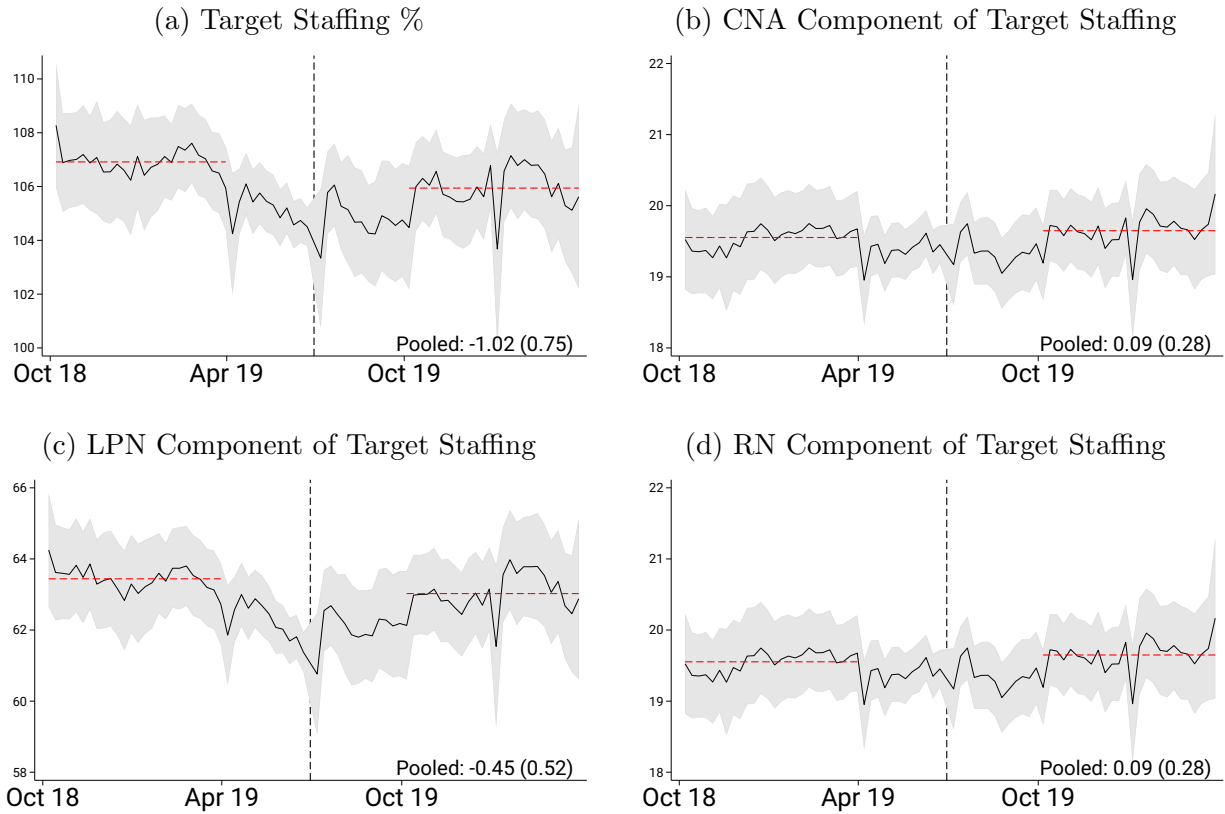 (a) Target Staffing %
110
108
106
104
102
100
Pooled: -1.02 (0.75)
Oct 18 Apr 19 Oct 19
(b) CNA Component of Target Staffing
22
21
20
19
18
Pooled: 0.09 (0.28)
Oct 18 Apr 19 Oct 19
(c) LPN Component of Target Staffing
66
64
62
60
58
Pooled: -0.45 (0.52)
Oct 18 Apr 19 Oct 19
(d) RN Component of Target Staffing
22
21
20
19
18
Pooled: 0.09 (0.28)
Oct 18 Apr 19 Oct 19